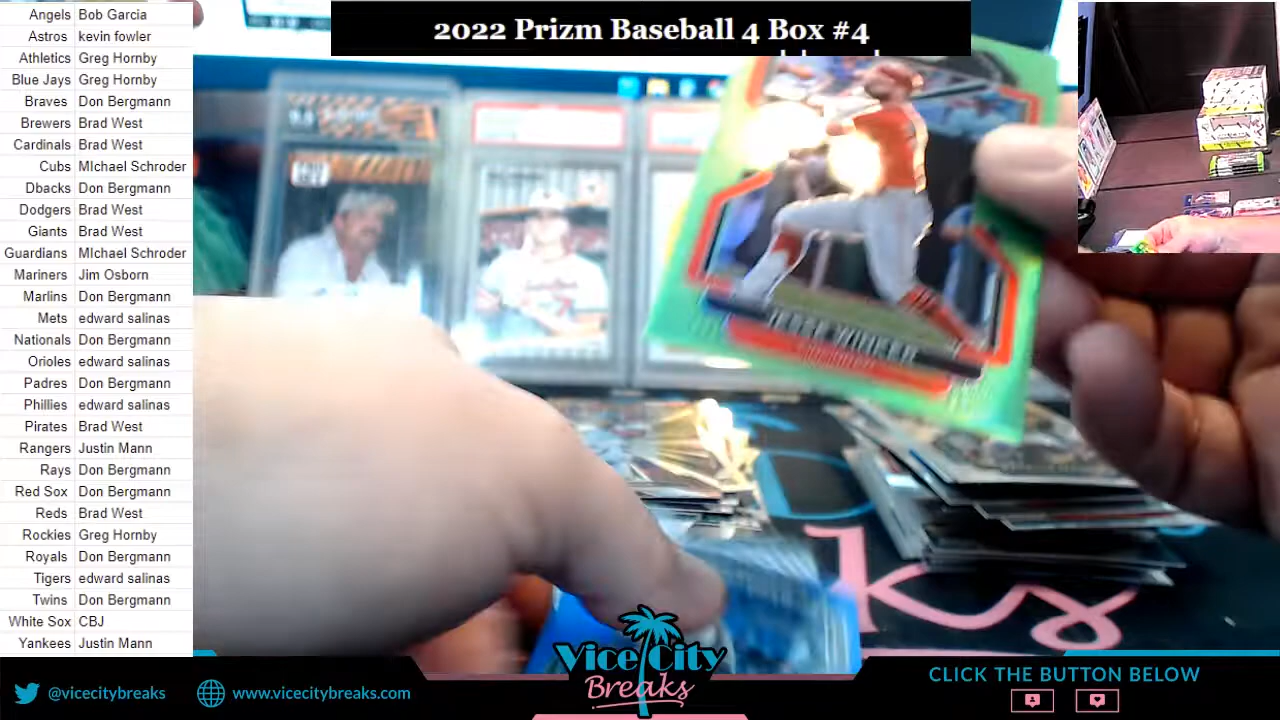 2022 Prizm Baseball 4 Box #4
Angels Bob Garcia
Astros kevin fowler
Athletics Greg Hornby
Blue Jays Greg Hornby
Braves Don Bergmann
Brewers Brad West
Cardinals Brad West
Cubs MIchael Schroder
Dbacks Don Bergmann
Dodgers Brad West
Giants Brad West
Guardians MIchael Schroder
Mariners Jim Osborn
Marlins Don Bergmann
Mets edward salinas
Nationals Don Bergmann
Orioles edward salinas
Padres Don Bergmann
Phillies edward salinas
Pirates Brad West
Rangers Justin Mann
Rays Don Bergmann
Red Sox Don Bergmann
Reds Brad West
Rockies Greg Hornby
Royals Don Bergmann
Tigers edward salinas
Twins Don Bergmann
White Sox CBJ
Yankees Justin Mann
JESSE WINKER
ks
Vice City
Breaks
@vicecitybreaks
www.vicecitybreaks.com
CLICK THE BUTTON BELOW